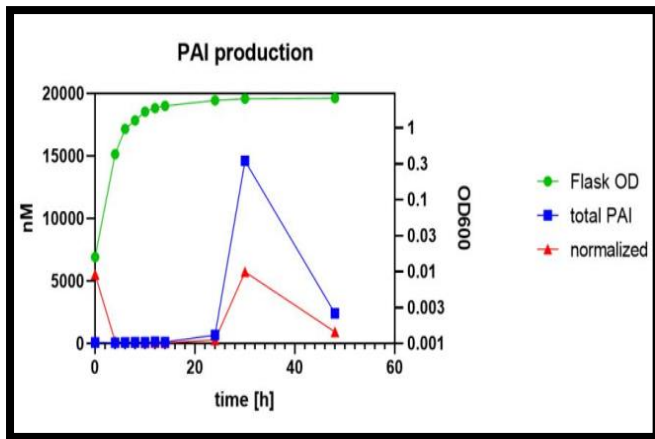 PAI production
nM
20000
15000
10000
5000
0
OD600
1
0.3
0.1
0.03
0.01
0.003
0.001
0
20
40
60
time [h]
Flask OD
total PAI
normalized